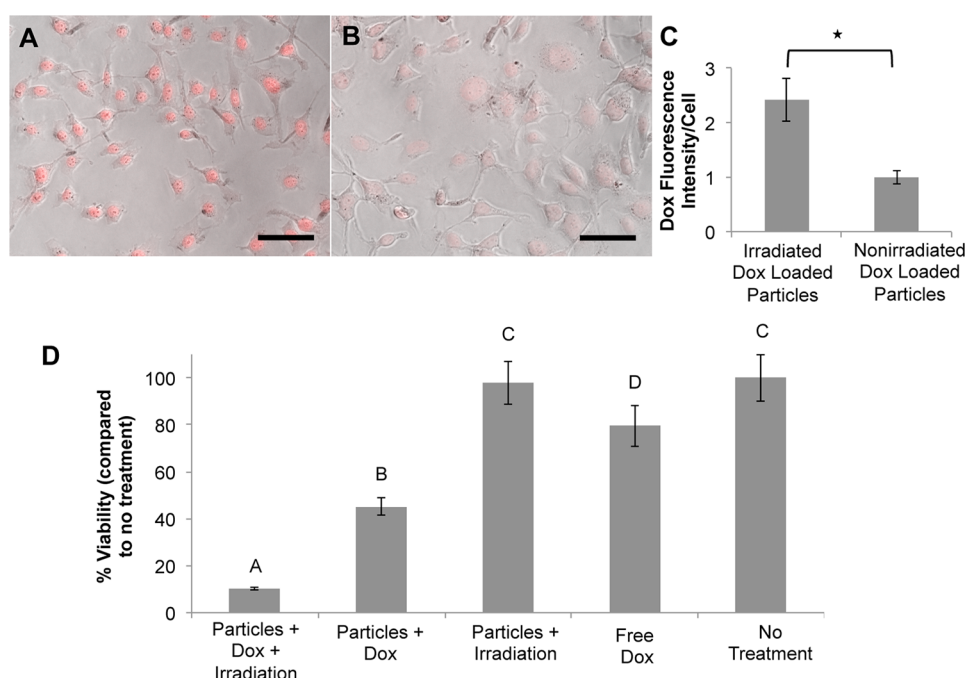 A
B
C
★
Dox Fluorescence
Intensity/Cell
3
2
1
0
Irradiated
Dox Loaded
Particles
Nonirradiated
Dox Loaded
Particles
D
% Viability (compared
to no treatment)
100
80
60
40
20
0
A
B
C
D
C
Particles +
Dox +
Irradiation
Particles +
Dox
Particles +
Irradiation
Free
Dox
No
Treatment